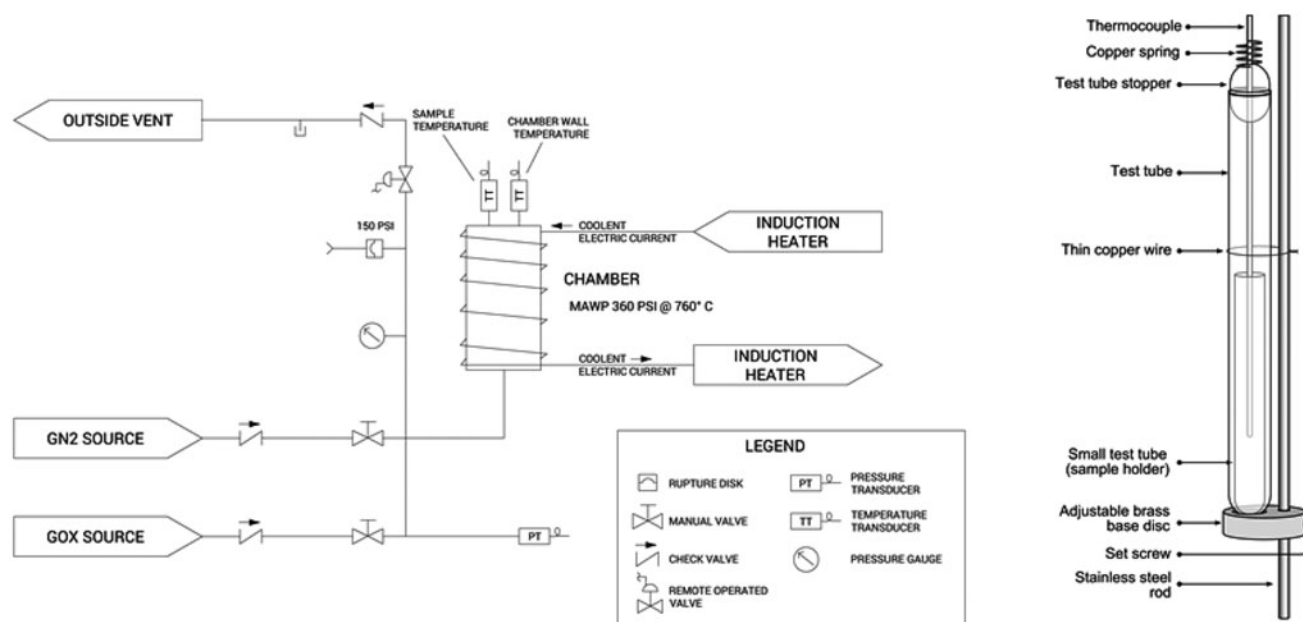 OUTSIDE VENT
SAMPLE
TEMPERATURE
CHAMBER WALL
TEMPERATURE
TT
TT
150 PSI
COOLENT
ELECTRIC CURRENT
INDUCTION
HEATER
CHAMBER
MAWP 360 PSI @ 760° C
COOLENT
ELECTRIC CURRENT
INDUCTION
HEATER
GN2 SOURCE
GOX SOURCE
PT
LEGEND
RUPTURE DISK
MANUAL VALVE
CHECK VALVE
REMOTE OPERATED
VALVE
PT
PRESSURE
TRANSDUCER
TT
TEMPERATURE
TRANSDUCER
PRESSURE GAUGE
Thermocouple
Copper spring
Test tube stopper
Test tube
Thin copper wire
Small test tube
(sample holder)
Adjustable brass
base disc
Set screw
Stainless steel
rod